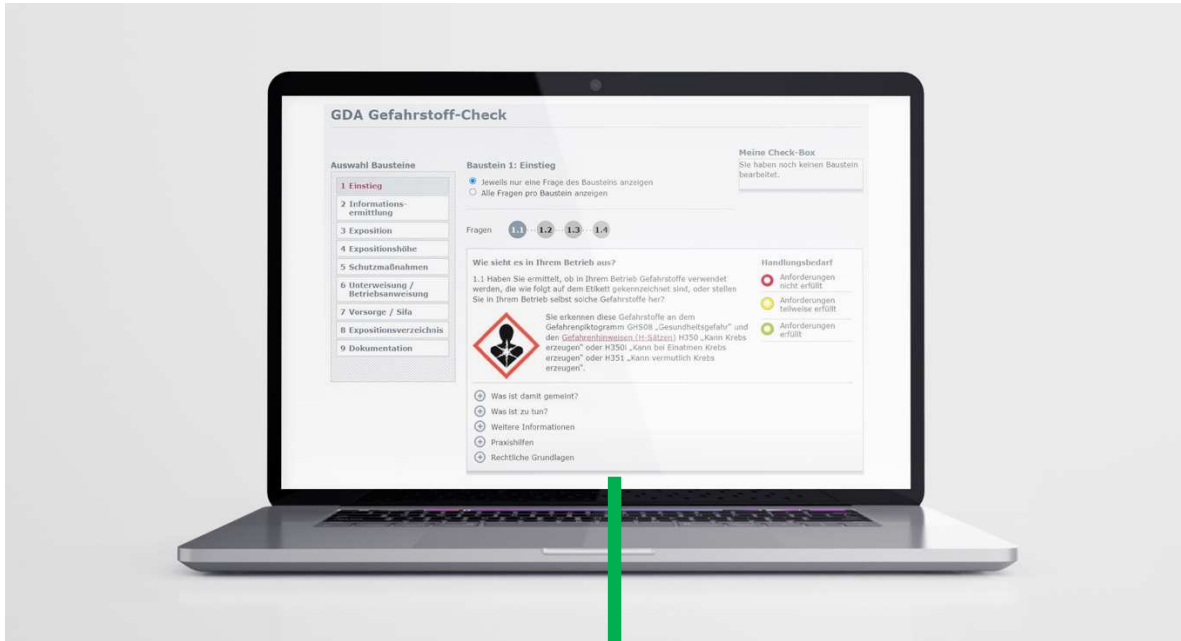 GDA Gefahrstoff-Check
Auswahl Bausteine
1 Einstieg
2 Informations-
ermittlung
3 Exposition
4 Expositionshöhe
5 Schutzmaßnahmen
6 Unterweisung /
Betriebsanweisung
7 Vorsorge / Sifa
8 Expositionsverzeichnis
9 Dokumentation
Baustein 1: Einstieg
Jeweils nur eine Frage des Bausteins anzeigen
Alle Fragen pro Baustein anzeigen
Meine Check-Box
Sie haben noch keinen Baustein
bearbeitet.
Fragen 1.1 1.2 1.3 1.4
Wie sieht es in Ihrem Betrieb aus?
1.1 Haben Sie ermittelt, ob in Ihrem Betrieb Gefahrstoffe verwendet
werden, die wie folgt auf dem Etikett gekennzeichnet sind, oder stellen
Sie in Ihrem Betrieb selbst solche Gefahrstoffe her?
Sie erkennen diese Gefahrstoffe an dem
Gefahrenpiktogramm GHS08 „Gesundheitsgefahr" und
den Gefahrenhinweisen (H-Sätzen) H350 „Kann Krebs
erzeugen" oder H350i „Kann bei Einatmen Krebs
erzeugen" oder H351 „Kann vermutlich Krebs
erzeugen".
Handlungsbedarf
Anforderungen
nicht erfüllt
Anforderungen
teilweise erfüllt
Anforderungen
erfüllt
Was ist damit gemeint?
Was ist zu tun?
Weitere Informationen
Praxishilfen
Rechtliche Grundlagen